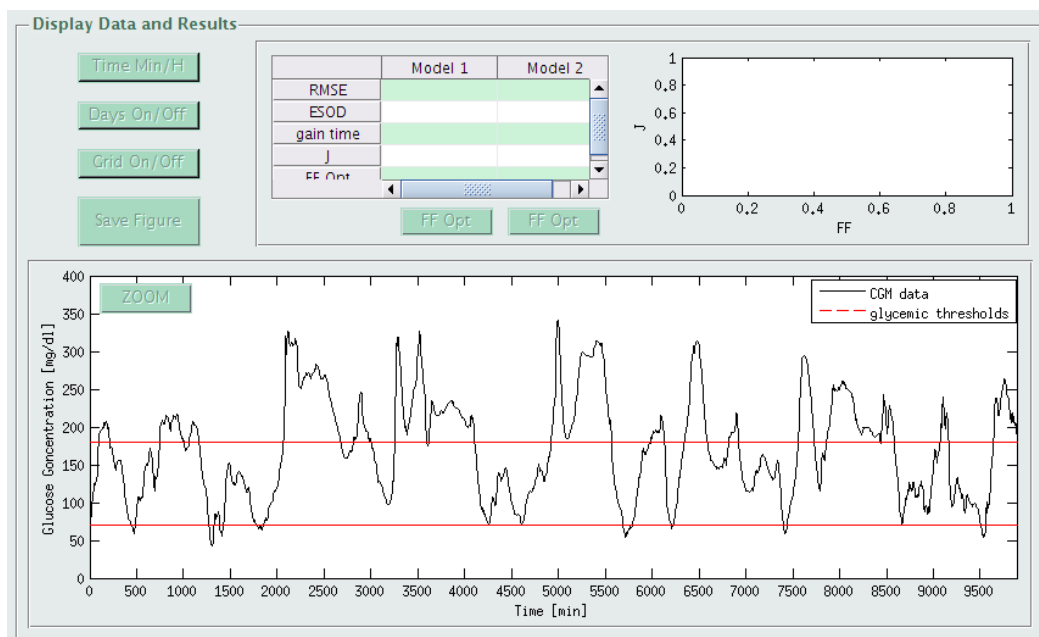 Display Data and Results
Time Min/H
Days On/Off
Grid On/Off
Save Figure
Model 1 Model 2
RMSE
ESOD
gain time
J
FF Opt
FF Opt FF Opt
1
0.8
0.6
0.4
0.2
0
J
0 0.2 0.4 0.6 0.8 1
FF
ZOOM
CGM data
glycemic thresholds
400
350
300
250
200
150
100
50
0
Glucose Goncentration [mg/dl]
0 500 1000 1500 2000 2500 3000 3500 4000 4500 5000 5500 6000 6500 7000 7500 8000 8500 9000 9500
Time [min]